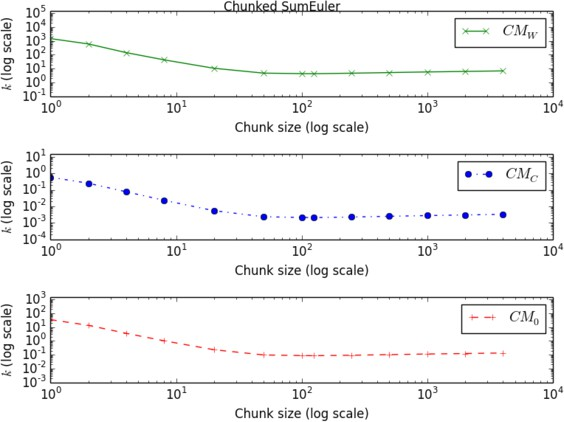 Chunked SumEuler
10^5
10^4
10^3
10^2
10^1
10^0
10^-1
k (log scale)
CM_W
10^0 10^1 10^2 10^3 10^4
Chunk size (log scale)
10^1
10^0
10^-1
10^-2
10^-3
10^-4
k (log scale)
CM_C
10^0 10^1 10^2 10^3 10^4
Chunk size (log scale)
10^3
10^2
10^1
10^0
10^-1
10^-2
10^-3
k (log scale)
CM_0
10^0 10^1 10^2 10^3 10^4
Chunk size (log scale)